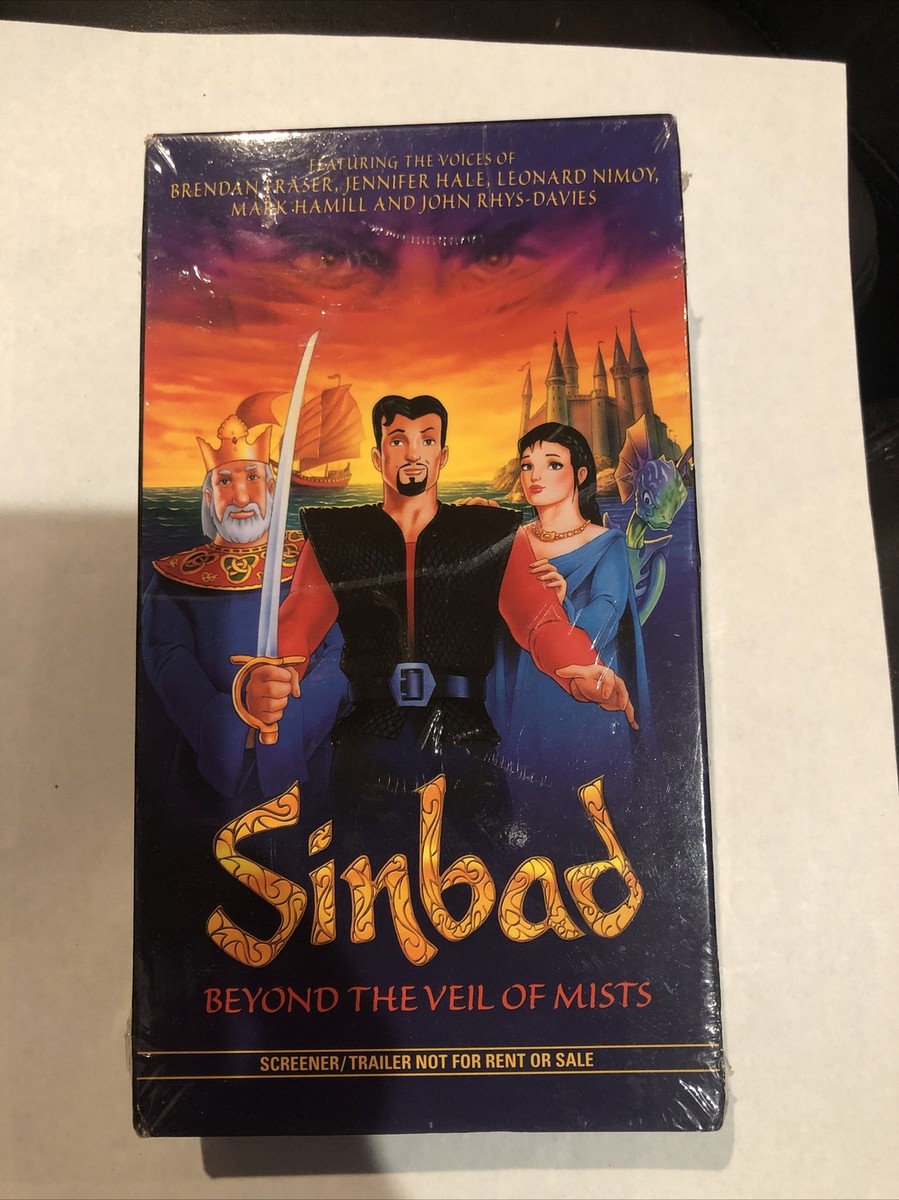 FEATURING THE VOICES OF
BRENDAN FRASER, JENNIFER HALE, LEONARD NIMOY,
MARK HAMILL AND JOHN RHYS-DAVIES
Sinbad
BEYOND THE VEIL OF MISTS
SCREENER/TRAILER NOT FOR RENT OR SALE